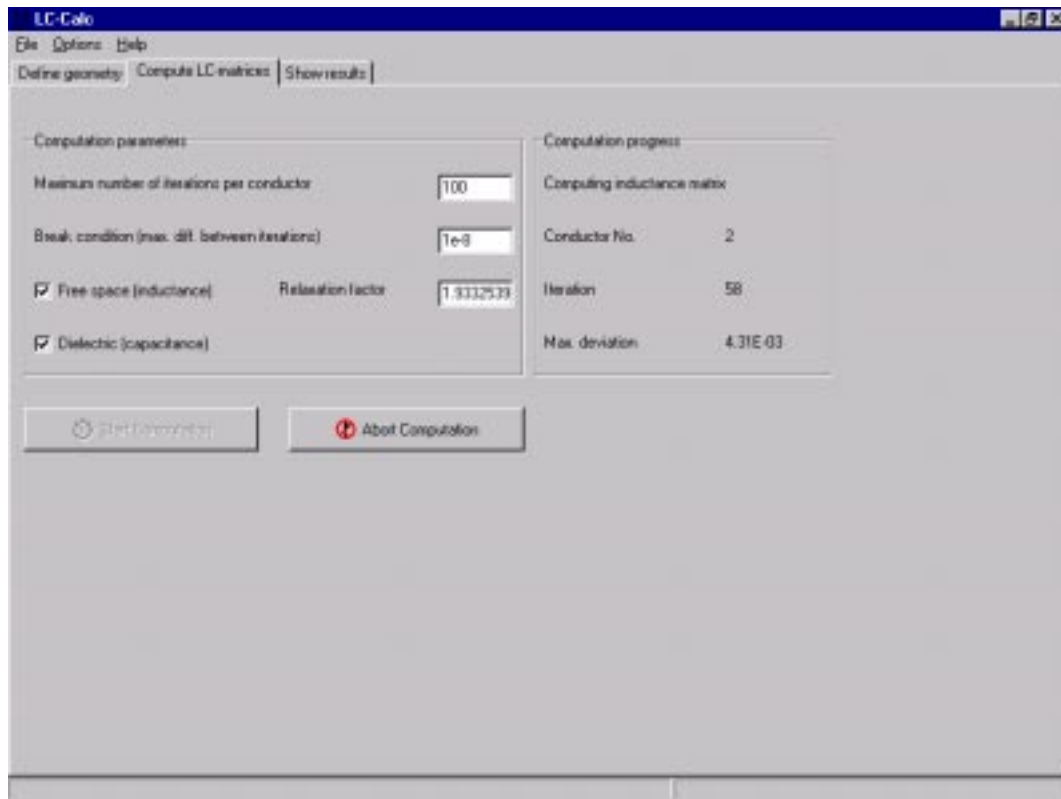 LC-Calc
File Options Help
Define geometry Compute LC-matrices Show results
Computation parameters
Maximum number of iterations per conductor 100
Break condition (max. diff. between iterations) 1e-8
Free space (inductance) Relaxation factor 1.9332539
Dielectric (capacitance)
Computation progress
Computing inductance matrix
Conductor No. 2
Iteration 58
Max. deviation 4.31E-03
Start Abort Computation